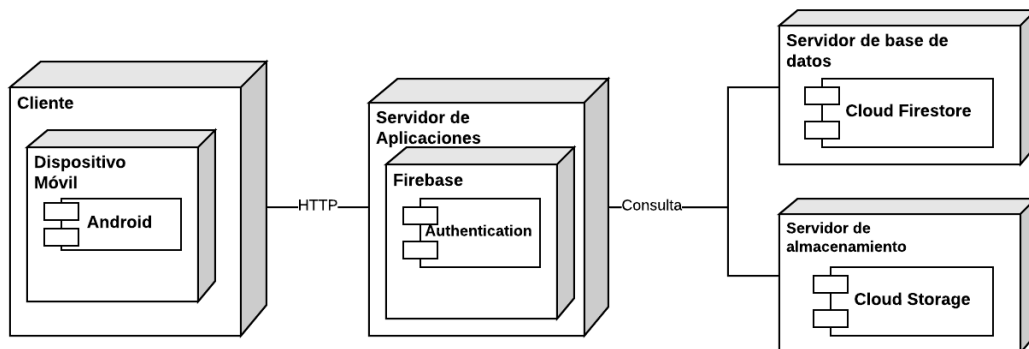 Cliente
Dispositivo
Móvil
Android
HTTP
Servidor de
Aplicaciones
Firebase
Authentication
Consulta
Servidor de base de
datos
Cloud Firestore
Servidor de
almacenamiento
Cloud Storage